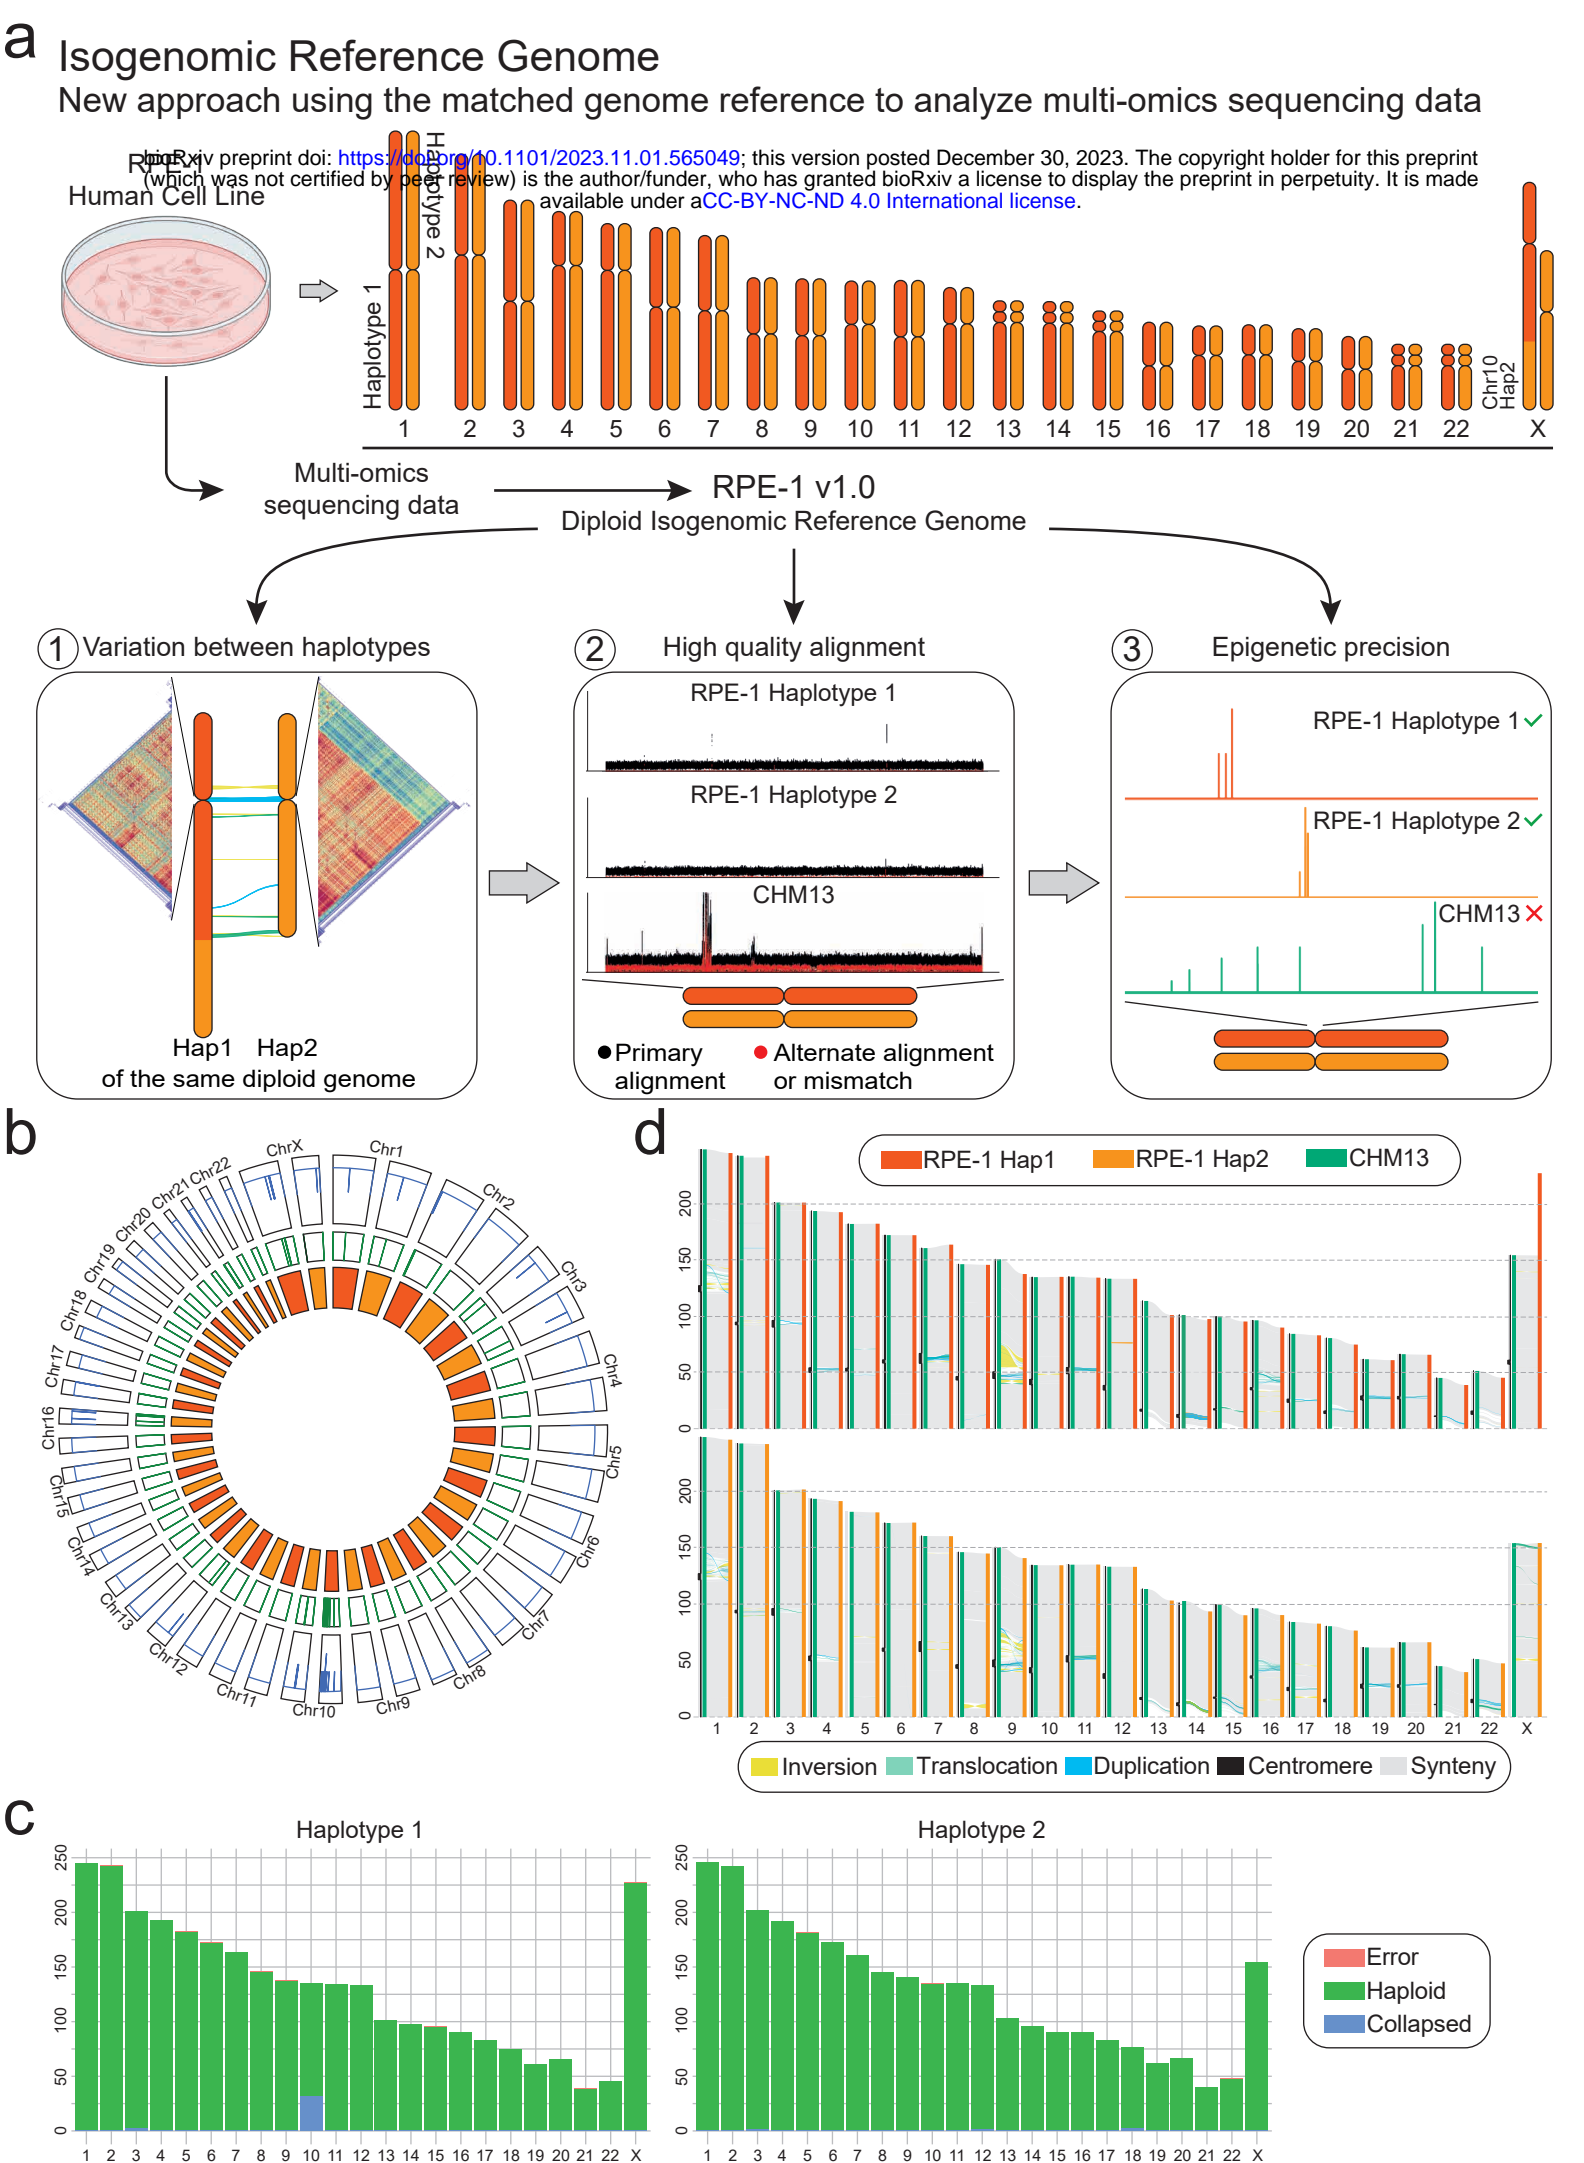 a
Isogenomic Reference Genome
New approach using the matched genome reference to analyze multi-omics sequencing data
bioRxiv preprint doi: https://doi.org/10.1101/2023.11.01.565049; this version posted December 30, 2023. The copyright holder for this preprint
(which was not certified by peer review) is the author/funder, who has granted bioRxiv a license to display the preprint in perpetuity. It is made
available under aCC-BY-NC-ND 4.0 International license.
RPE-1
Human Cell Line
Haplotype 1
Haplotype 2
Chr10
Hap2
1 2 3 4 5 6 7 8 9 10 11 12 13 14 15 16 17 18 19 20 21 22 X
Multi-omics
sequencing data
RPE-1 v1.0
Diploid Isogenomic Reference Genome
1 Variation between haplotypes
Hap1 Hap2
of the same diploid genome
2 High quality alignment
RPE-1 Haplotype 1
RPE-1 Haplotype 2
CHM13
Primary
alignment
Alternate alignment
or mismatch
3 Epigenetic precision
RPE-1 Haplotype 1
RPE-1 Haplotype 2
CHM13
b
Chr1
Chr2
Chr3
Chr4
Chr5
Chr6
Chr7
Chr8
Chr9
Chr10
Chr11
Chr12
Chr13
Chr14
Chr15
Chr16
Chr17
Chr18
Chr19
Chr20
Chr21
Chr22
ChrX
d
RPE-1 Hap1 RPE-1 Hap2 CHM13
200
150
100
50
0
200
150
100
50
0
1 2 3 4 5 6 7 8 9 10 11 12 13 14 15 16 17 18 19 20 21 22 X
Inversion Translocation Duplication Centromere Synteny
c
Haplotype 1
250
200
150
100
50
0
1 2 3 4 5 6 7 8 9 10 11 12 13 14 15 16 17 18 19 20 21 22 X
Haplotype 2
250
200
150
100
50
0
1 2 3 4 5 6 7 8 9 10 11 12 13 14 15 16 17 18 19 20 21 22 X
Error
Haploid
Collapsed